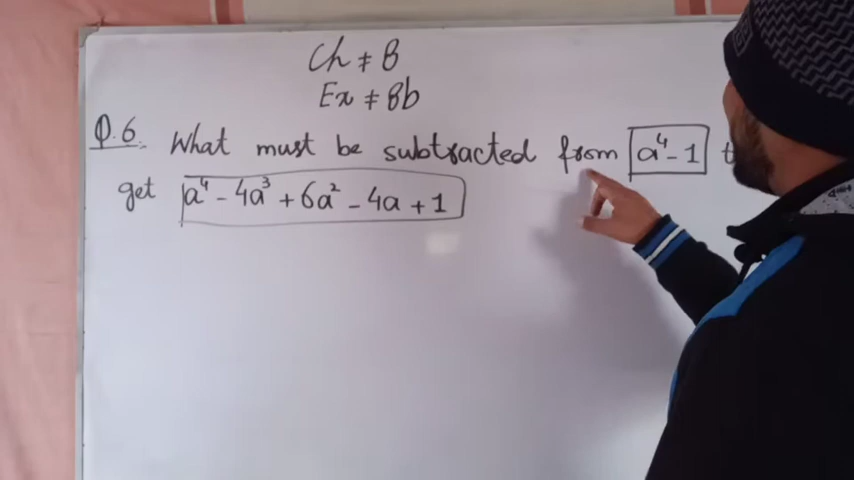 Ch # 8
Ex # 8b
Q.6. What must be subtracted from a⁴ - 1
get a⁴ - 4a³ + 6a² - 4a + 1